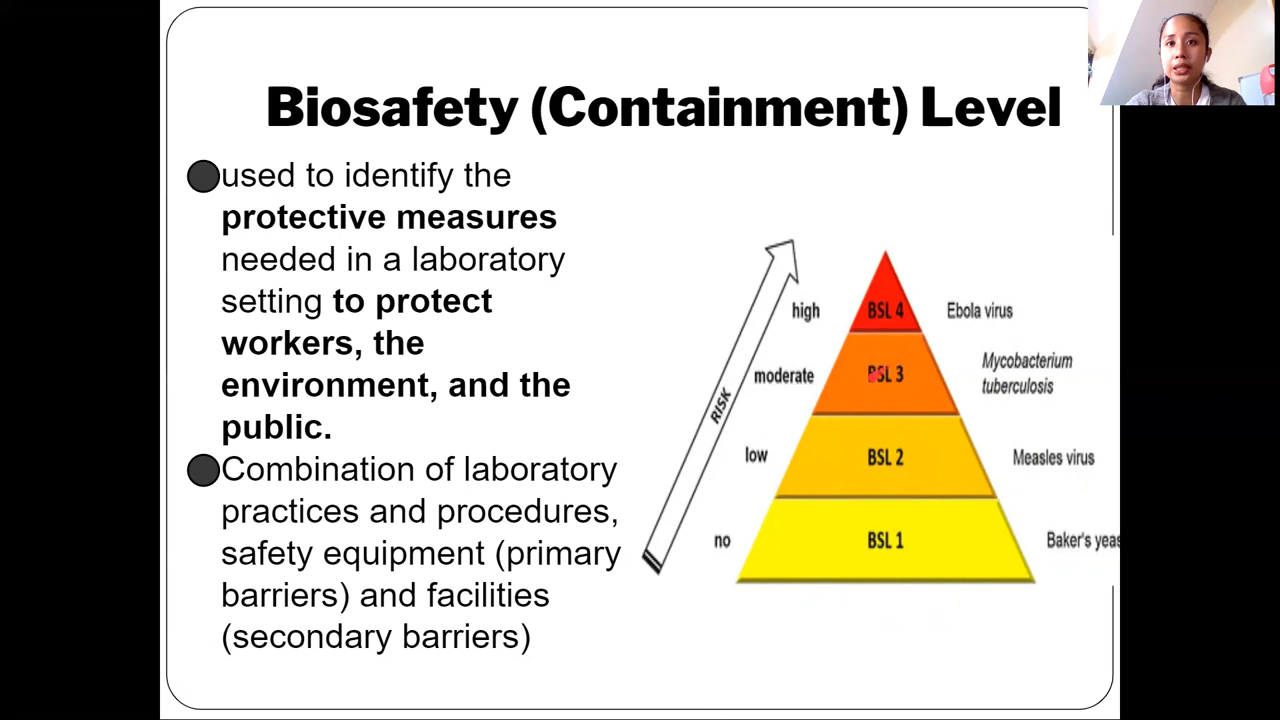 Biosafety (Containment) Level
used to identify the
protective measures
needed in a laboratory
setting to protect
workers, the
environment, and the
public.
Combination of laboratory
practices and procedures,
safety equipment (primary
barriers) and facilities
(secondary barriers)
RISK
high
BSL 4
Ebola virus
moderate
BSL 3
Mycobacterium
tuberculosis
low
BSL 2
Measles virus
no
BSL 1
Baker's yeas